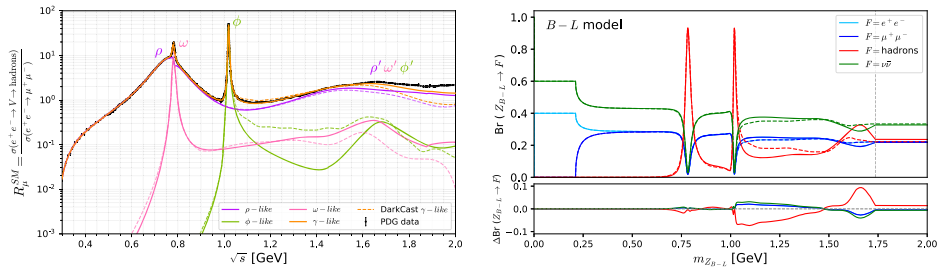 R_μ^{SM} = σ(e⁺e⁻ → V → hadrons) / σ(e⁺e⁻ → μ⁺μ⁻)
10²
10¹
10⁰
10⁻¹
10⁻²
10⁻³
ρ
ω
ϕ
ρ′ ω′ ϕ′
ρ−like
ω−like
DarkCast γ−like
ϕ−like
γ−like
PDG data
0.4 0.6 0.8 1.0 1.2 1.4 1.6 1.8 2.0
√s [GeV]
B−L model
F = e⁺e⁻
F = μ⁺μ⁻
F = hadrons
F = νν̄
Br (Z_{B−L} → F)
1.0
0.8
0.6
0.4
0.2
0.0
ΔBr (Z_{B−L} → F)
0.1
0.0
−0.1
0.00 0.25 0.50 0.75 1.00 1.25 1.50 1.75 2.00
m_{Z_{B−L}} [GeV]